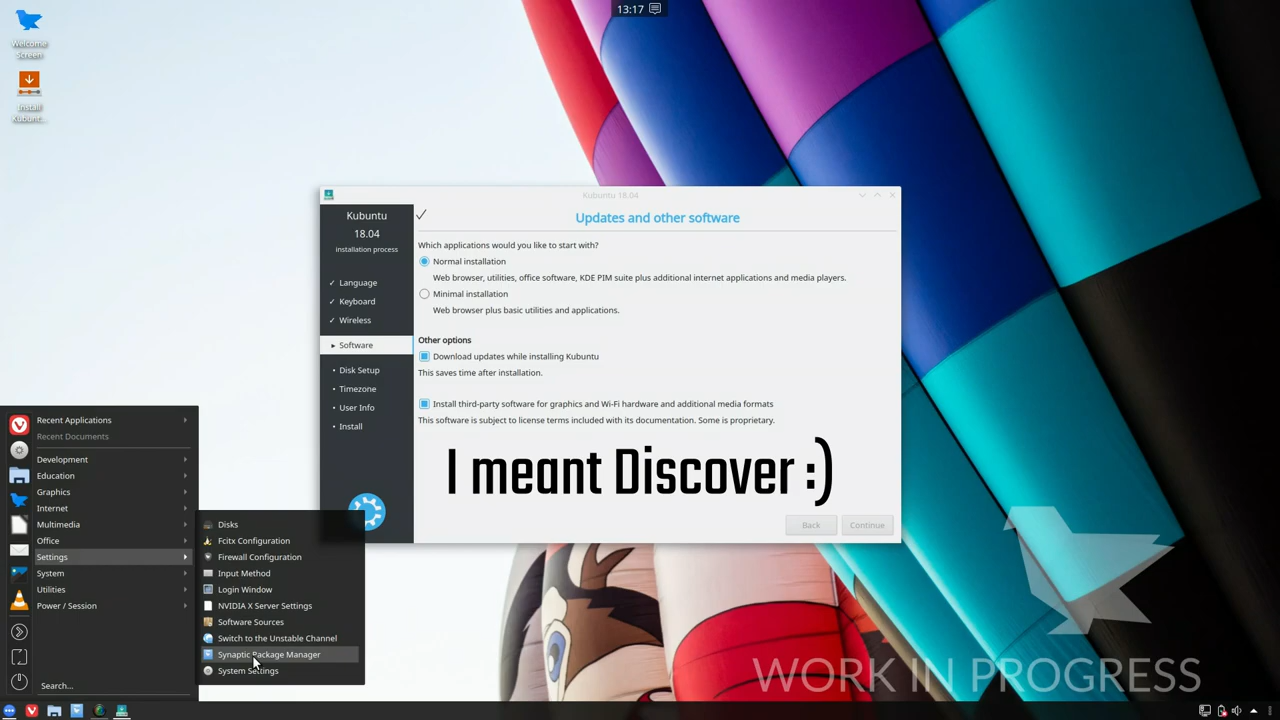 13:17
Welcome
Screen
Install
Kubunt...
Kubuntu 18.04
Kubuntu
18.04
installation process
✓ Language
✓ Keyboard
✓ Wireless
▸ Software
• Disk Setup
• Timezone
• User Info
• Install
Updates and other software
Which applications would you like to start with?
Normal installation
Web browser, utilities, office software, KDE PIM suite plus additional internet applications and media players.
Minimal installation
Web browser plus basic utilities and applications.
Other options
Download updates while installing Kubuntu
This saves time after installation.
Install third-party software for graphics and Wi-Fi hardware and additional media formats
This software is subject to license terms included with its documentation. Some is proprietary.
I meant Discover :)
Back
Continue
Recent Applications
Recent Documents
Development
Education
Graphics
Internet
Multimedia
Office
Settings
System
Utilities
Power / Session
Search...
Disks
Fcitx Configuration
Firewall Configuration
Input Method
Login Window
NVIDIA X Server Settings
Software Sources
Switch to the Unstable Channel
Synaptic Package Manager
System Settings
WORK IN PROGRESS